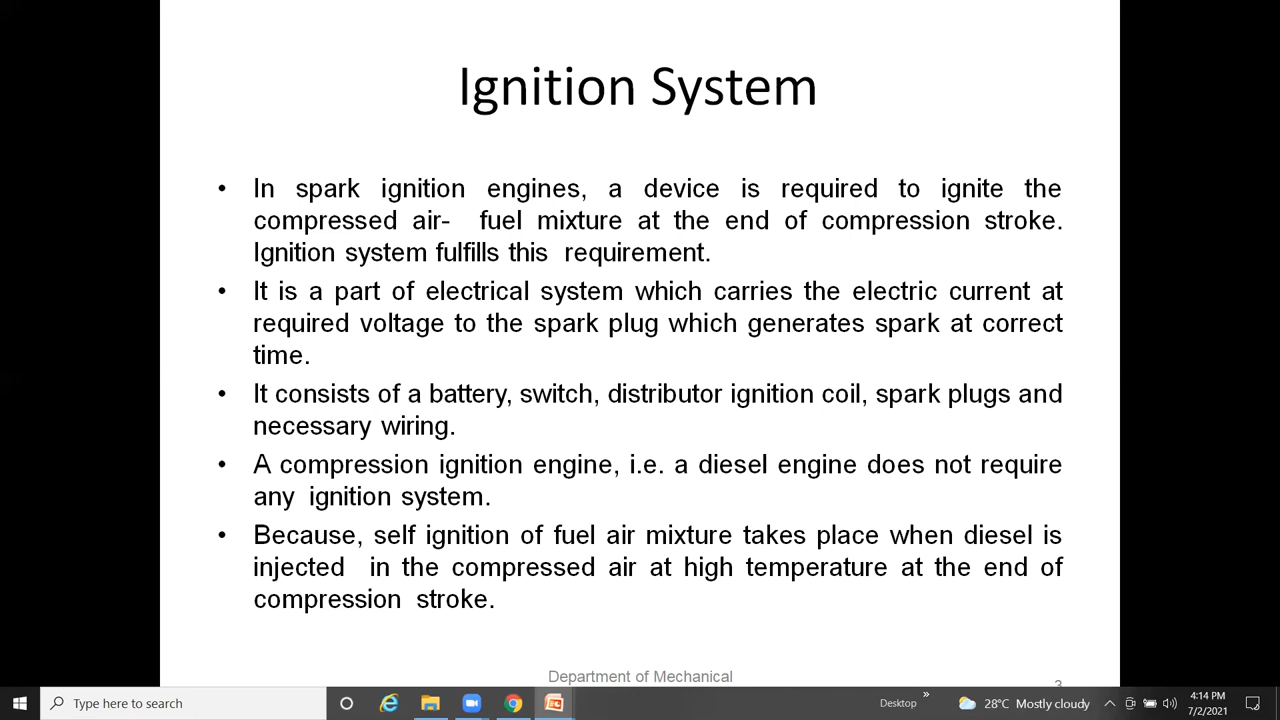 Ignition System
• In spark ignition engines, a device is required to ignite the
compressed air- fuel mixture at the end of compression stroke.
Ignition system fulfills this requirement.
• It is a part of electrical system which carries the electric current at
required voltage to the spark plug which generates spark at correct
time.
• It consists of a battery, switch, distributor ignition coil, spark plugs and
necessary wiring.
• A compression ignition engine, i.e. a diesel engine does not require
any ignition system.
• Because, self ignition of fuel air mixture takes place when diesel is
injected in the compressed air at high temperature at the end of
compression stroke.
Department of Mechanical
3
Type here to search
Desktop
28°C Mostly cloudy
4:14 PM
7/2/2021